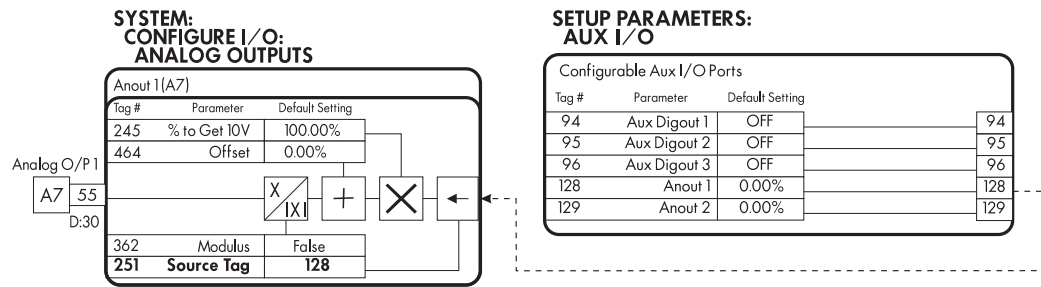 SYSTEM:
CONFIGURE I/O:
ANALOG OUTPUTS
Anout 1(A7)
Tag # Parameter Default Setting
245 % to Get 10V 100.00%
464 Offset 0.00%
Analog O/P 1
A7 55
D:30
X
|X|
+
X
362 Modulus False
251 Source Tag 128
SETUP PARAMETERS:
AUX I/O
Configurable Aux I/O Ports
Tag # Parameter Default Setting
94 Aux Digout 1 OFF 94
95 Aux Digout 2 OFF 95
96 Aux Digout 3 OFF 96
128 Anout 1 0.00% 128
129 Anout 2 0.00% 129